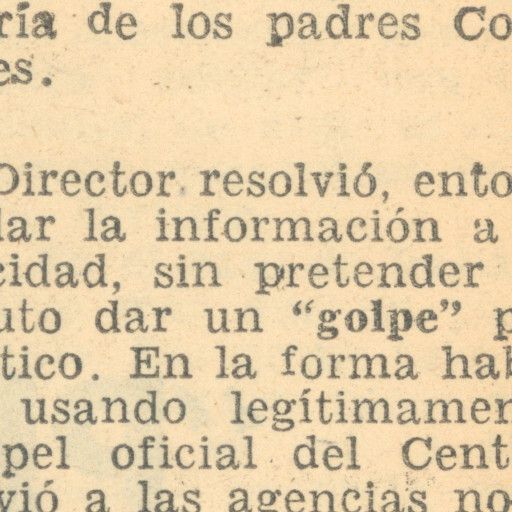 ría de los padres Co
es.
Director resolvió, ento
lar la información a
cidad, sin pretender
uto dar un “golpe” p
tico. En la forma hab
usando legítimamen
pel oficial del Cent
vió a las agencias no